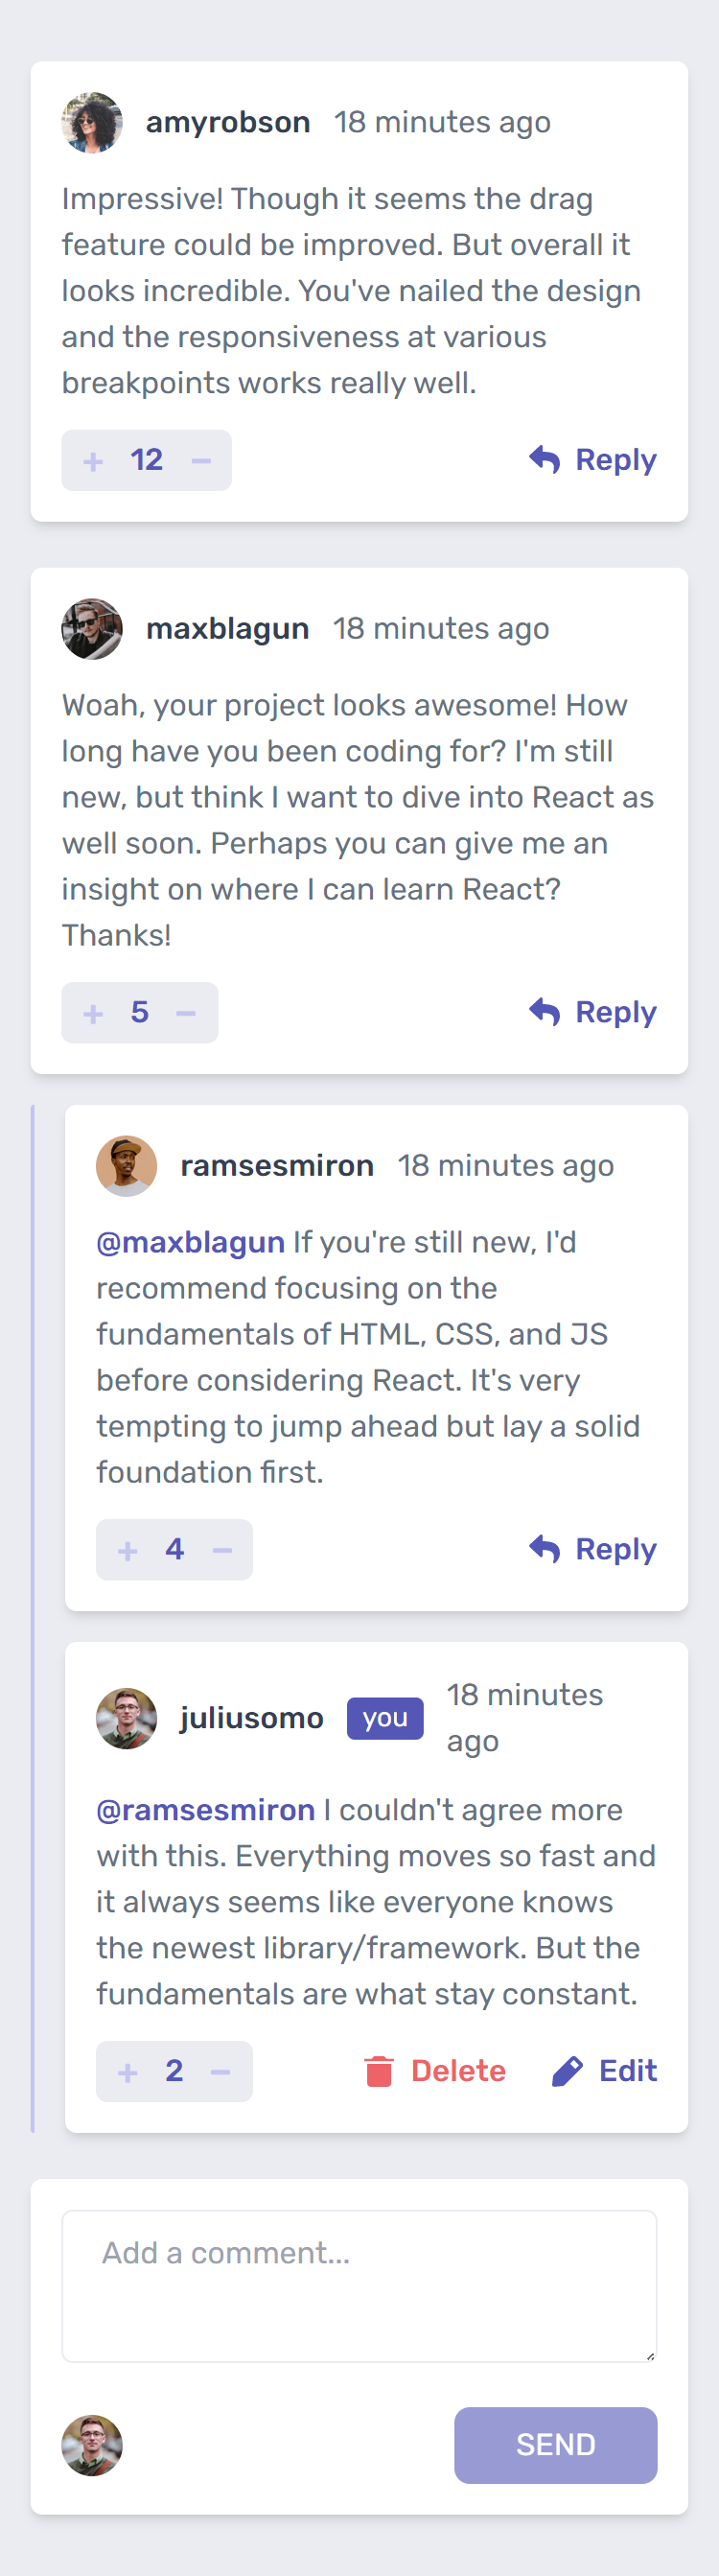 amyrobson 18 minutes ago
Impressive! Though it seems the drag
feature could be improved. But overall it
looks incredible. You've nailed the design
and the responsiveness at various
breakpoints works really well.
+ 12 − Reply
maxblagun 18 minutes ago
Woah, your project looks awesome! How
long have you been coding for? I'm still
new, but think I want to dive into React as
well soon. Perhaps you can give me an
insight on where I can learn React?
Thanks!
+ 5 − Reply
ramsesmiron 18 minutes ago
@maxblagun If you're still new, I'd
recommend focusing on the
fundamentals of HTML, CSS, and JS
before considering React. It's very
tempting to jump ahead but lay a solid
foundation first.
+ 4 − Reply
juliusomo you 18 minutes
ago
@ramsesmiron I couldn't agree more
with this. Everything moves so fast and
it always seems like everyone knows
the newest library/framework. But the
fundamentals are what stay constant.
+ 2 − Delete Edit
Add a comment...
SEND